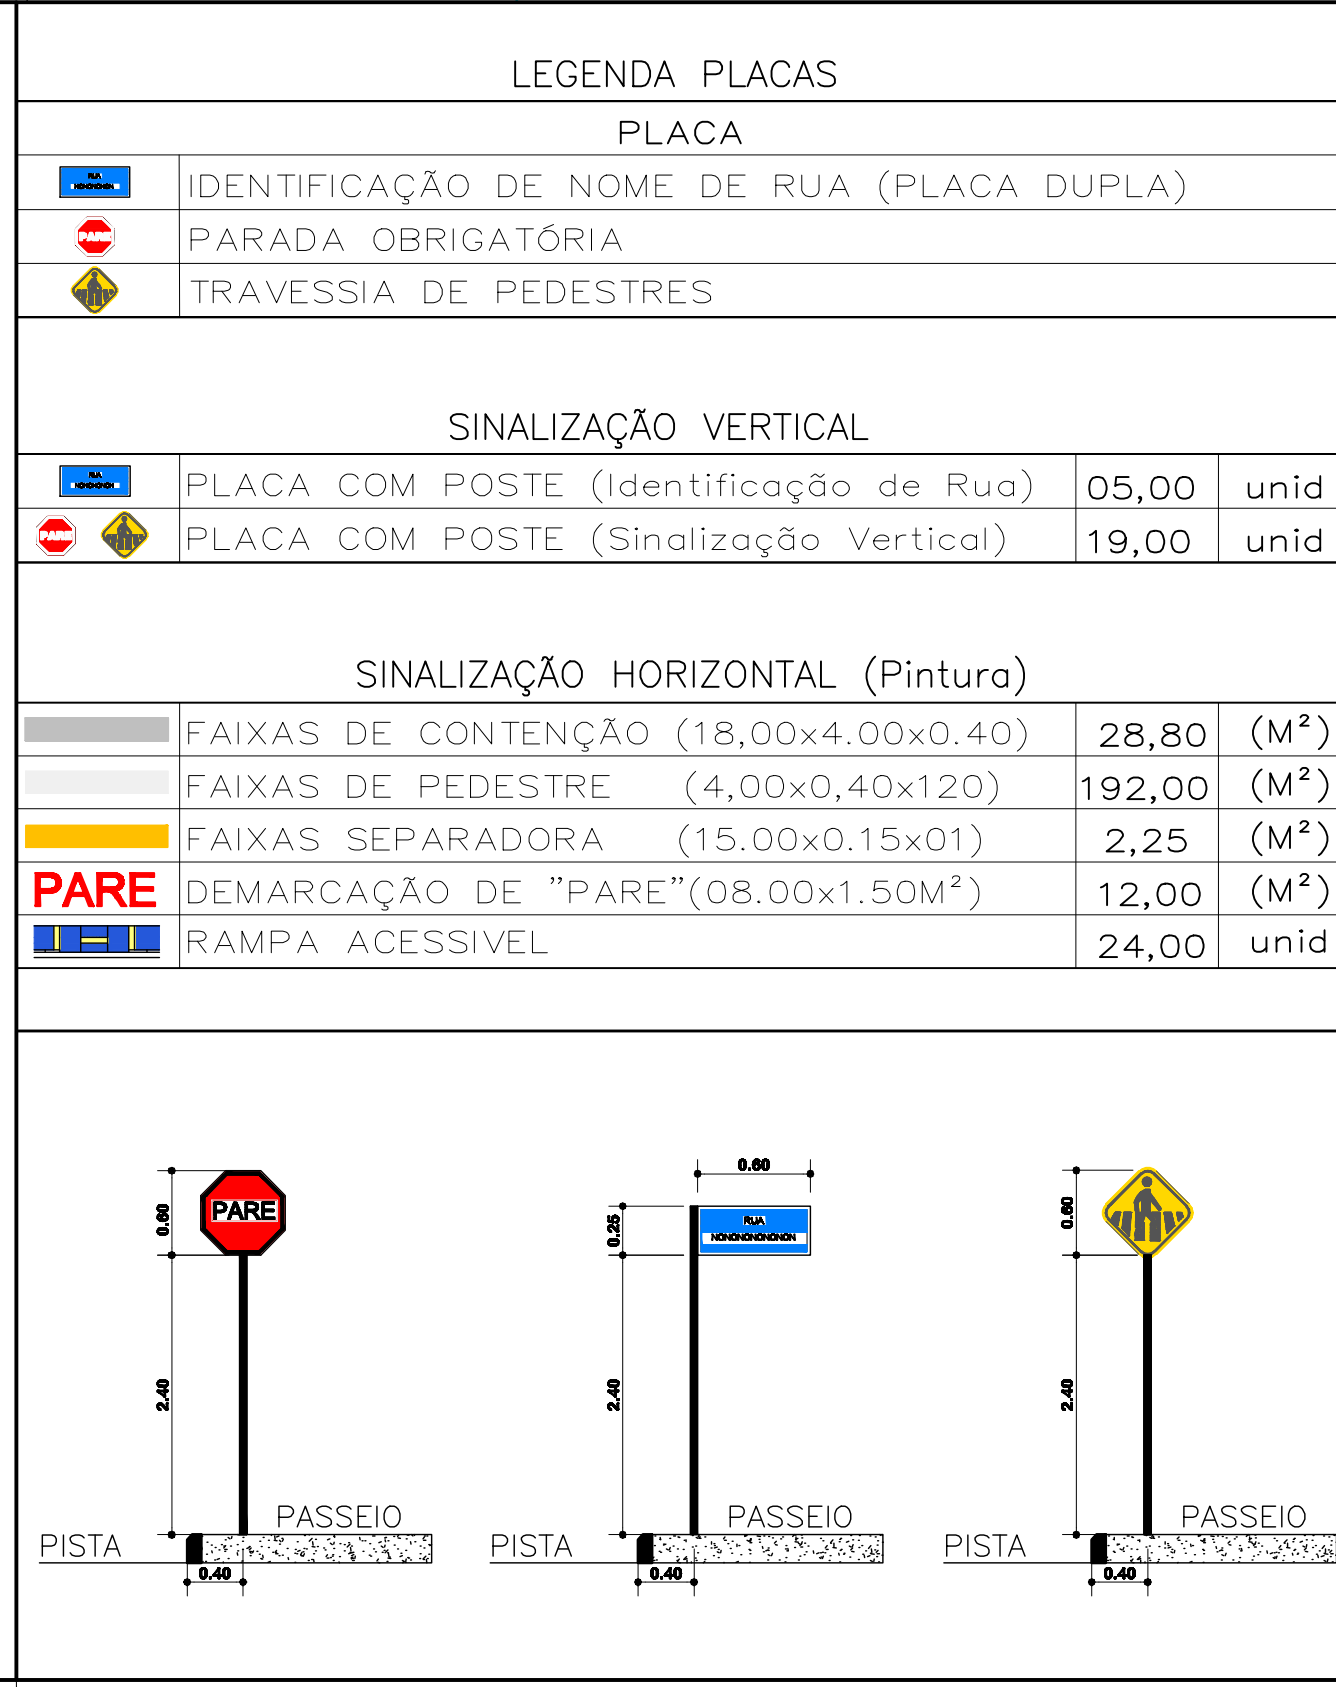 LEGENDA PLACAS
PLACA
RUA
NONONONON
IDENTIFICAÇÃO DE NOME DE RUA (PLACA DUPLA)
PARE
PARADA OBRIGATÓRIA
TRAVESSIA DE PEDESTRES
SINALIZAÇÃO VERTICAL
RUA
NONONONON
PLACA COM POSTE (Identificação de Rua) 05,00 unid
PARE
PLACA COM POSTE (Sinalização Vertical) 19,00 unid
SINALIZAÇÃO HORIZONTAL (Pintura)
FAIXAS DE CONTENÇÃO (18,00x4.00x0.40) 28,80 (M²)
FAIXAS DE PEDESTRE (4,00x0,40x120) 192,00 (M²)
FAIXAS SEPARADORA (15.00x0.15x01) 2,25 (M²)
PARE DEMARCAÇÃO DE "PARE"(08.00x1.50M²) 12,00 (M²)
RAMPA ACESSIVEL 24,00 unid
0.60
PARE
2.40
PASSEIO
PISTA
0.40
0.60
0.25
RUA
NONONONONONON
2.40
PASSEIO
PISTA
0.40
0.60
2.40
PASSEIO
PISTA
0.40